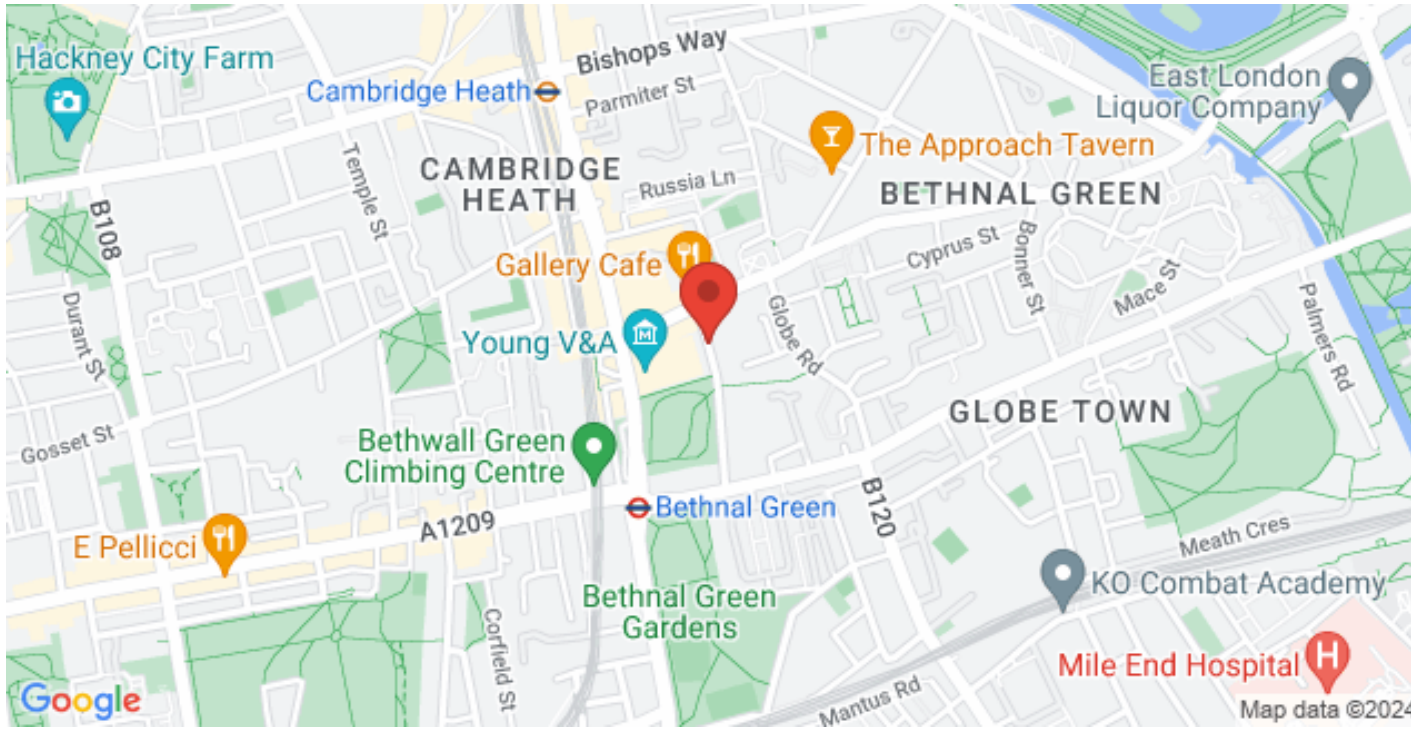 Hackney City Farm
Bishops Way
East London
Liquor Company
Cambridge Heath
Parmiter St
The Approach Tavern
CAMBRIDGE
HEATH
Temple St
Russia Ln
BETHNAL GREEN
B108
Gallery Cafe
Cyprus St
Bonner St
Mace St
Durant St
Young V&A
Globe Rd
Palmers Rd
GLOBE TOWN
Gosset St
Bethwall Green
Climbing Centre
A1209
Bethnal Green
B120
E Pellicci
Meath Cres
KO Combat Academy
Bethnal Green
Gardens
Corfield St
Mile End Hospital
H
Mantus Rd
Google
Map data ©2024